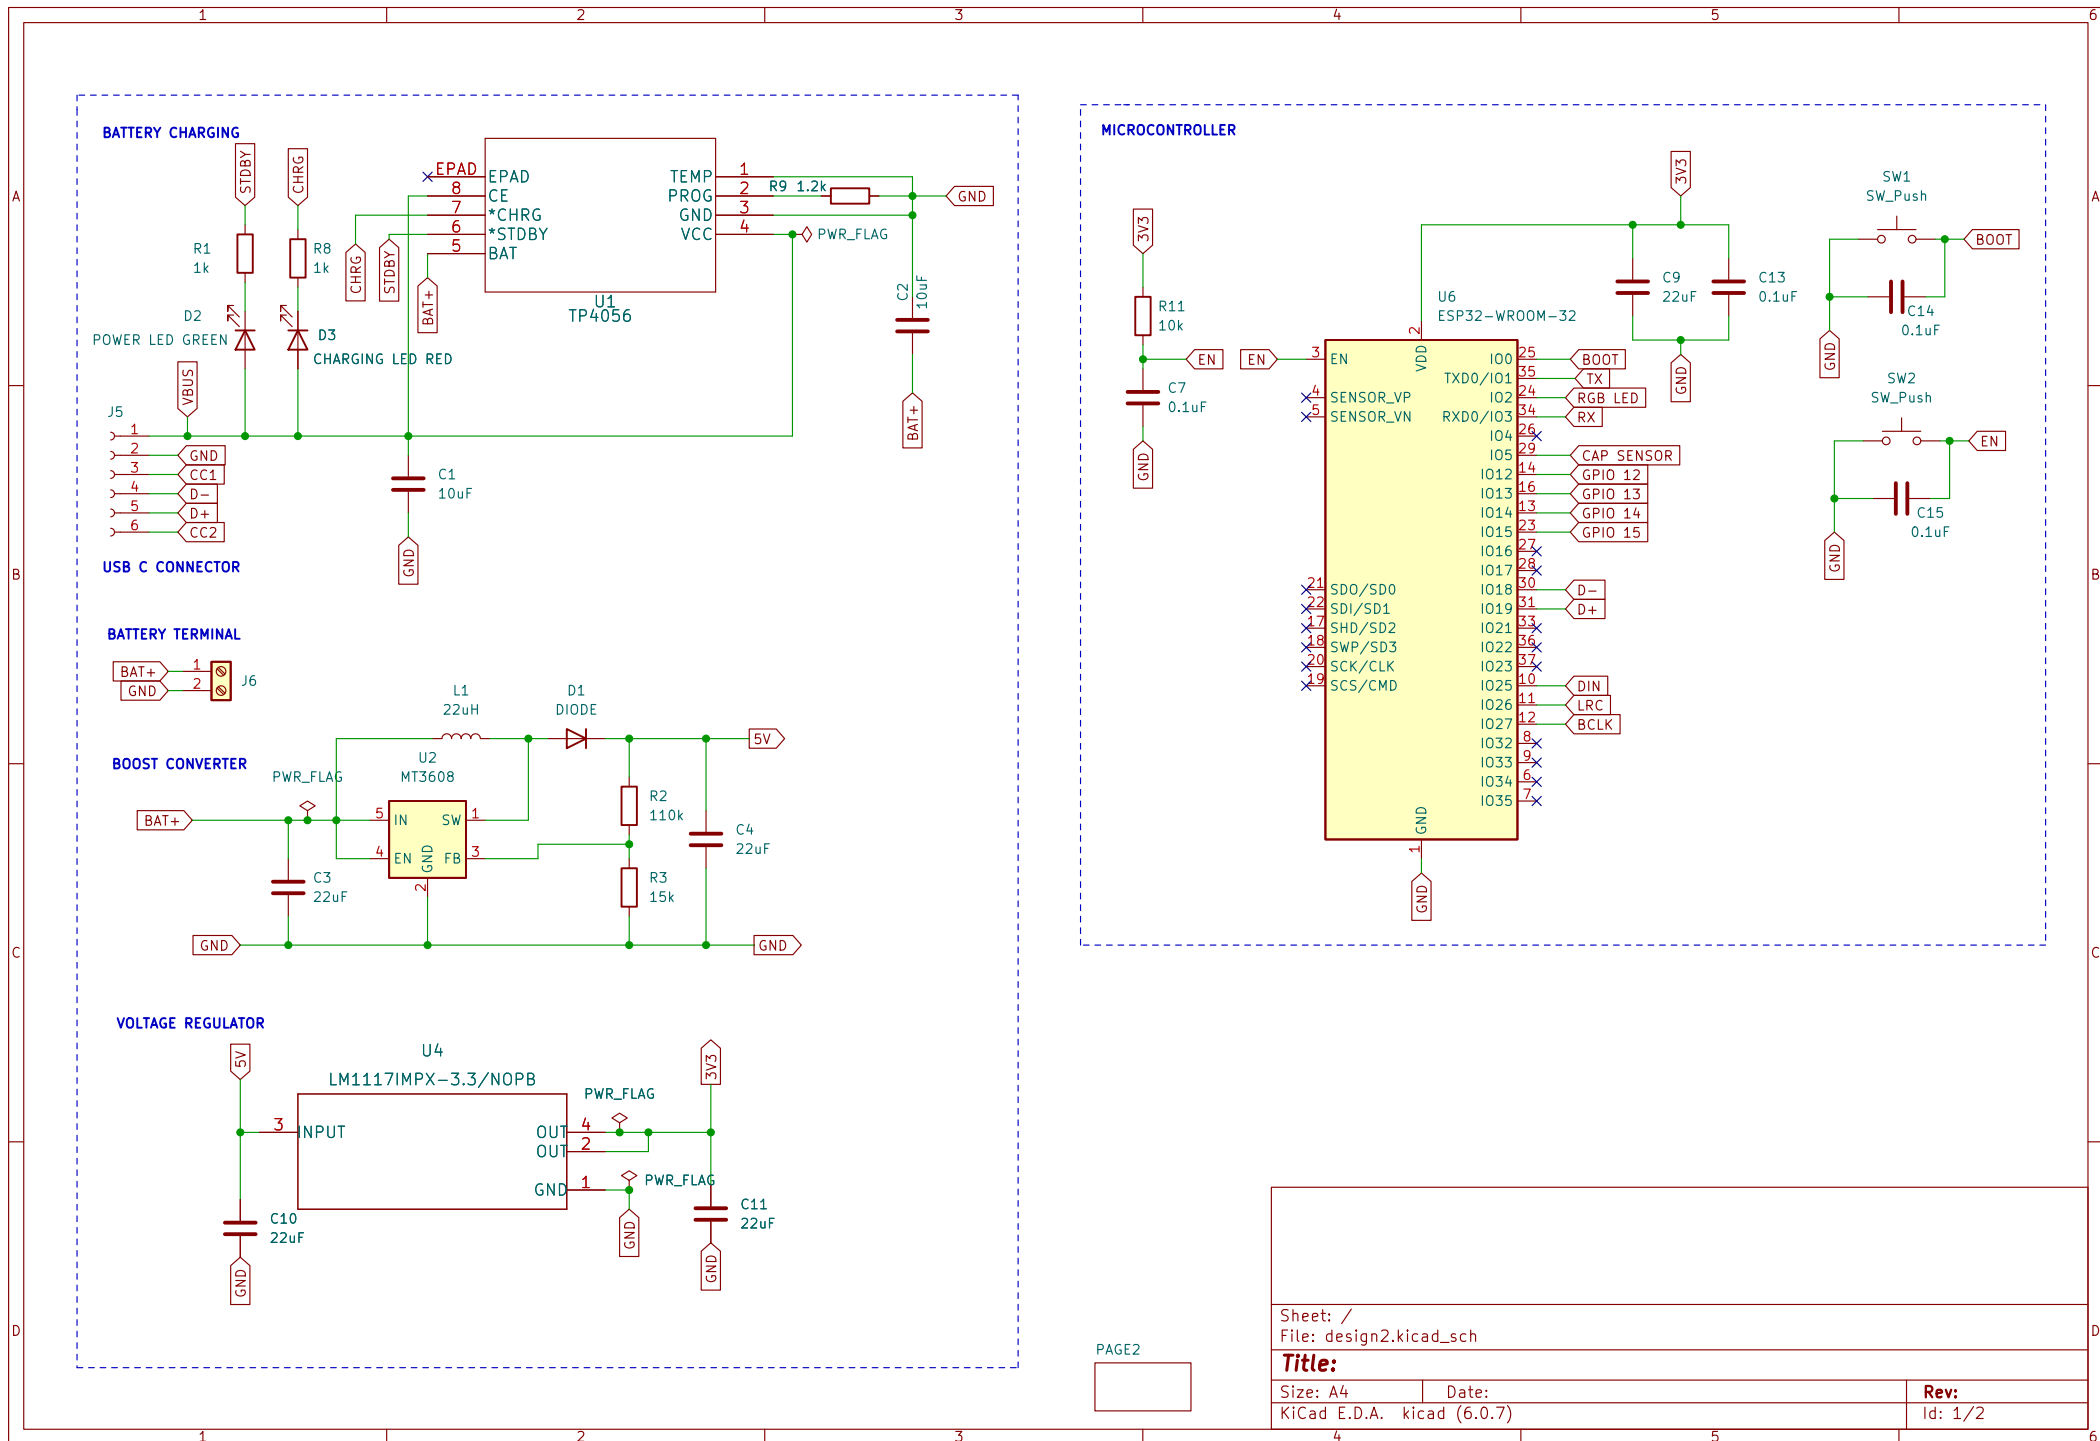 1 2 3 4 5 6
A A
B B
C C
D D
BATTERY CHARGING
STDBY
CHRG
R1
1k
R8
1k
D2
POWER LED GREEN
D3
CHARGING LED RED
VBUS
CHRG
STDBY
BAT+
EPAD EPAD
8 CE
7 *CHRG
6 *STDBY
5 BAT
TEMP 1
PROG 2
GND 3
VCC 4
U1
TP4056
R9 1.2k
GND
PWR_FLAG
C2
10uF
BAT+
J5
1
2 GND
3 CC1
4 D-
5 D+
6 CC2
C1
10uF
GND
USB C CONNECTOR
BATTERY TERMINAL
BAT+ 1
GND 2
J6
BOOST CONVERTER
L1
22uH
D1
DIODE
5V
U2
MT3608
PWR_FLAG
BAT+
5 IN SW 1
4 EN FB 3
GND
2
R2
110k
R3
15k
C4
22uF
C3
22uF
GND
GND
VOLTAGE REGULATOR
5V
U4
LM1117IMPX-3.3/NOPB
3 INPUT
OUT 4
OUT 2
GND 1
PWR_FLAG
PWR_FLAG
3V3
C10
22uF
GND
GND
C11
22uF
GND
MICROCONTROLLER
3V3
R11
10k
EN
C7
0.1uF
GND
3V3
C9
22uF
C13
0.1uF
GND
U6
ESP32-WROOM-32
2
VDD
EN 3 EN
4 SENSOR_VP
5 SENSOR_VN
21 SDO/SD0
22 SDI/SD1
17 SHD/SD2
18 SWP/SD3
20 SCK/CLK
19 SCS/CMD
IO0 25 BOOT
TXD0/IO1 35 TX
IO2 24 RGB LED
RXD0/IO3 34 RX
IO4 26
IO5 29 CAP SENSOR
IO12 14 GPIO 12
IO13 16 GPIO 13
IO14 13 GPIO 14
IO15 23 GPIO 15
IO16 27
IO17 28
IO18 30 D-
IO19 31 D+
IO21 33
IO22 36
IO23 37
IO25 10 DIN
IO26 11 LRC
IO27 12 BCLK
IO32 8
IO33 9
IO34 6
IO35 7
GND
1
GND
SW1
SW_Push
BOOT
C14
0.1uF
GND
SW2
SW_Push
EN
C15
0.1uF
GND
PAGE2
Sheet: /
File: design2.kicad_sch
Title:
Size: A4 Date: Rev:
KiCad E.D.A. kicad (6.0.7) Id: 1/2
1 2 3 4 5 6